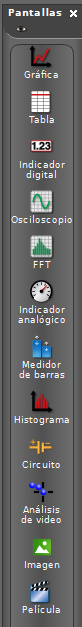 Pantallas
Gráfica
Tabla
1.23
Indicador
digital
Osciloscopio
FFT
Indicador
analógico
Medidor
de barras
Histograma
Circuito
Análisis
de video
Imagen
Película